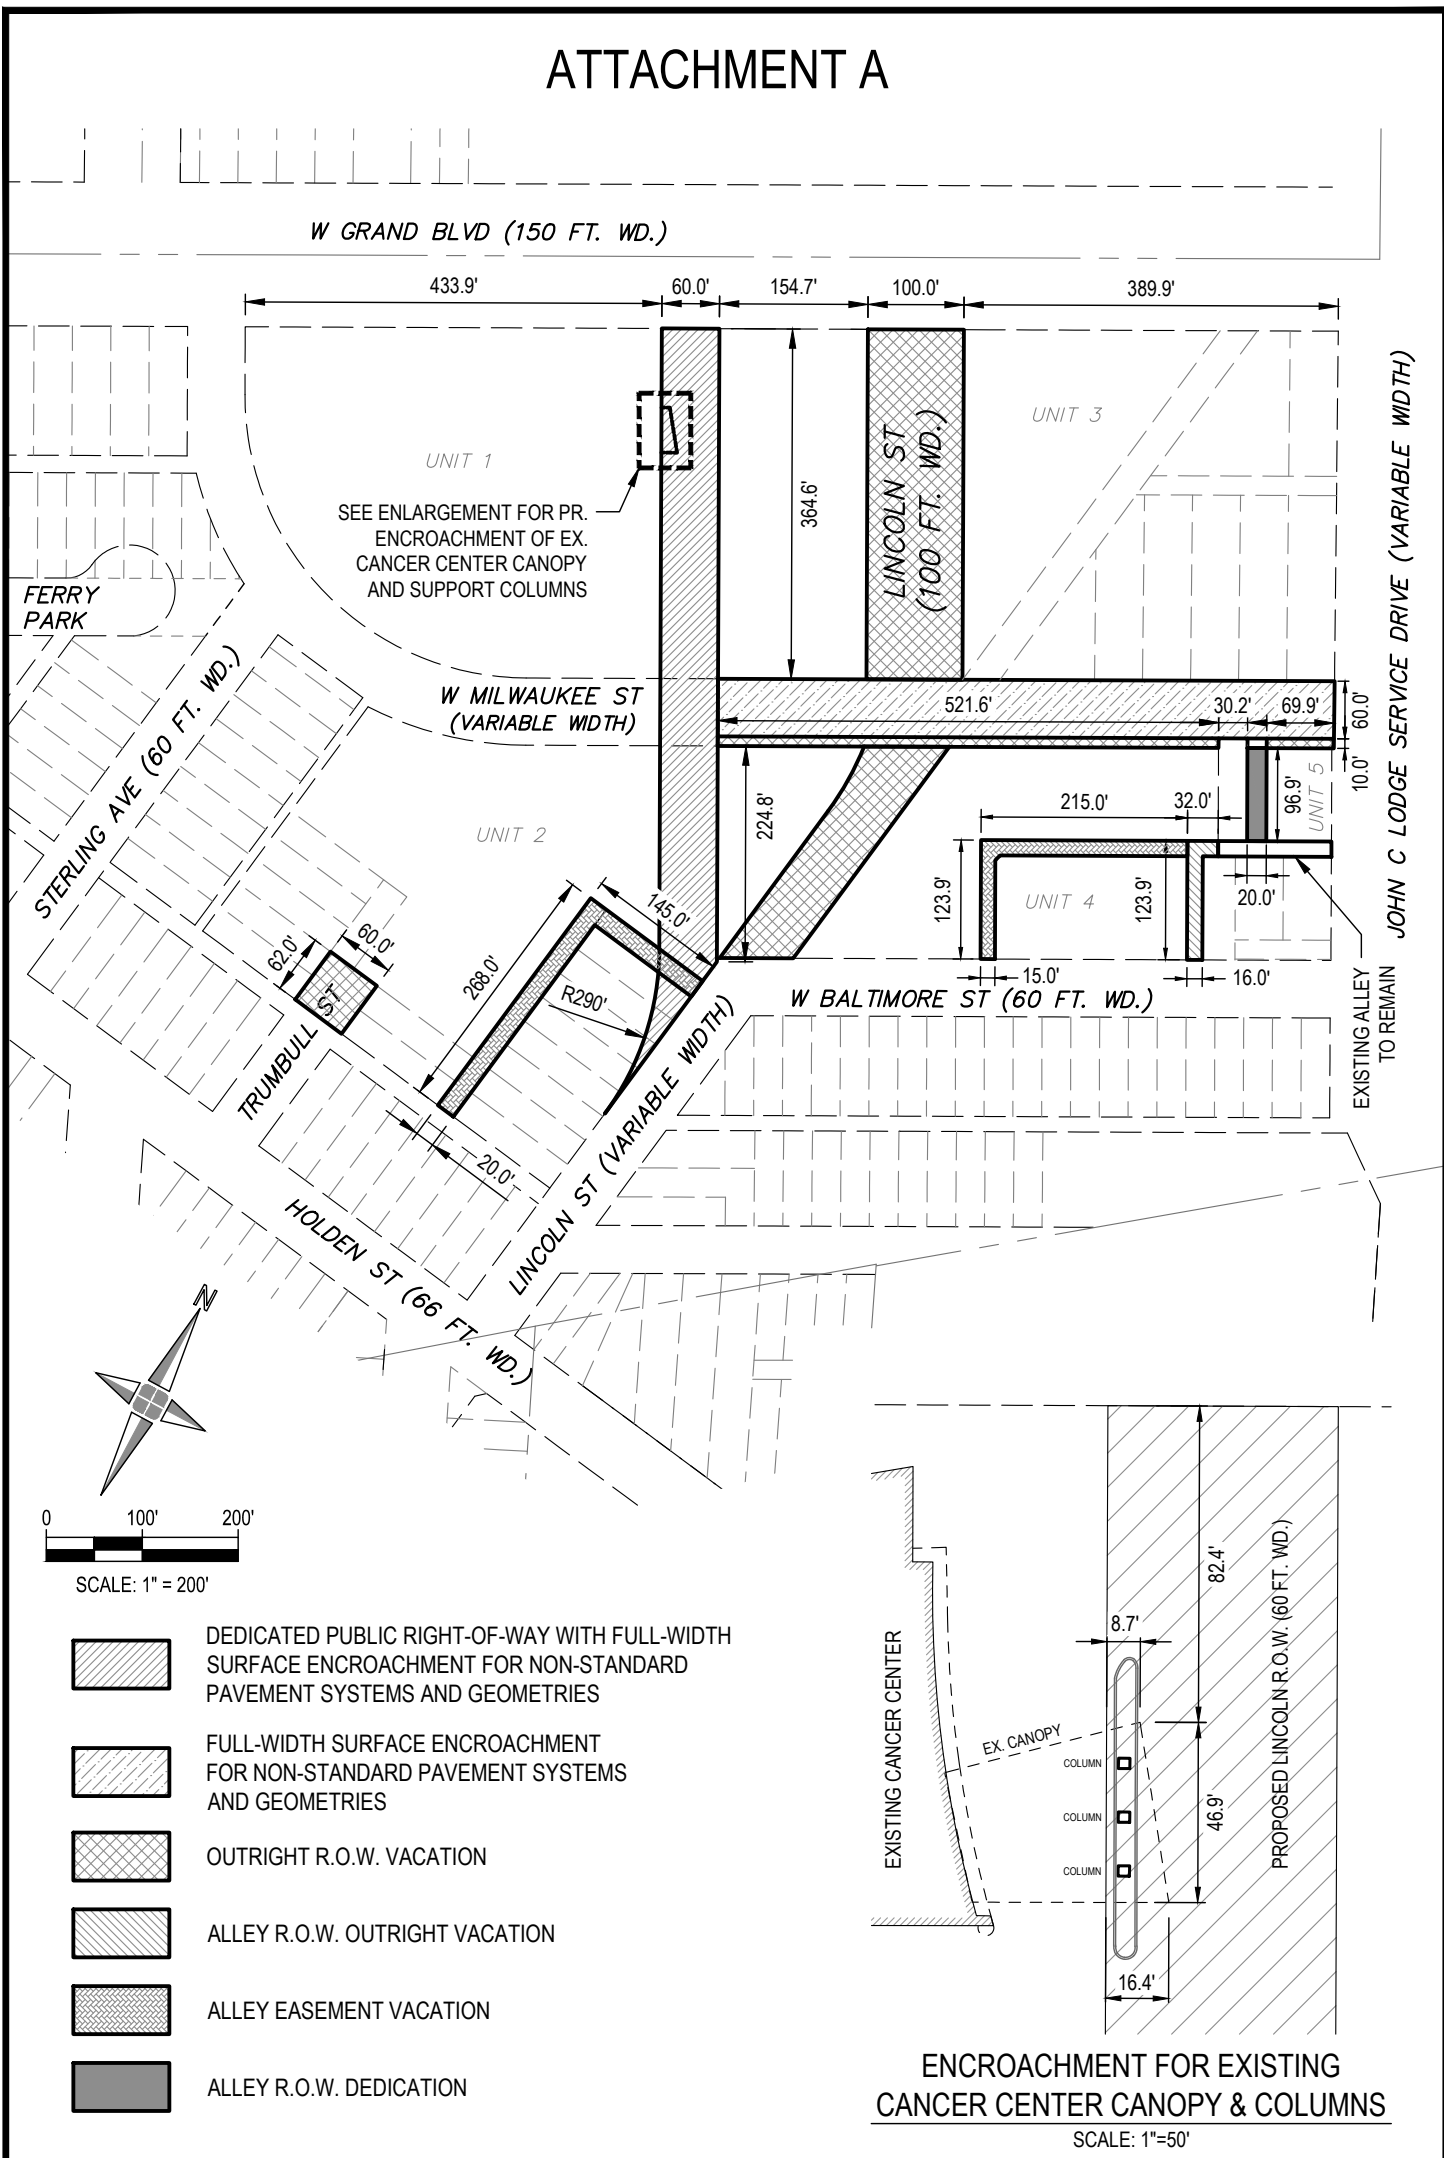 ATTACHMENT A
W GRAND BLVD (150 FT. WD.)
433.9'
60.0'
154.7'
100.0'
389.9'
UNIT 1
UNIT 3
LINCOLN ST
(100 FT. WD.)
364.6'
SEE ENLARGEMENT FOR PR.
ENCROACHMENT OF EX.
CANCER CENTER CANOPY
AND SUPPORT COLUMNS
JOHN C LODGE SERVICE DRIVE (VARIABLE WIDTH)
FERRY
PARK
STERLING AVE (60 FT. WD.)
W MILWAUKEE ST
(VARIABLE WIDTH)
521.6'
30.2'
69.9'
60.0'
10.0'
224.8'
96.9'
UNIT 5
UNIT 2
215.0'
32.0'
123.9'
UNIT 4
123.9'
20.0'
15.0'
16.0'
EXISTING ALLEY
TO REMAIN
145.0'
62.0'
60.0'
268.0'
R290'
TRUMBULL ST
W BALTIMORE ST (60 FT. WD.)
20.0'
LINCOLN ST (VARIABLE WIDTH)
HOLDEN ST (66 FT. WD.)
N
0 100' 200'
SCALE: 1" = 200'
DEDICATED PUBLIC RIGHT-OF-WAY WITH FULL-WIDTH
SURFACE ENCROACHMENT FOR NON-STANDARD
PAVEMENT SYSTEMS AND GEOMETRIES
FULL-WIDTH SURFACE ENCROACHMENT
FOR NON-STANDARD PAVEMENT SYSTEMS
AND GEOMETRIES
OUTRIGHT R.O.W. VACATION
ALLEY R.O.W. OUTRIGHT VACATION
ALLEY EASEMENT VACATION
ALLEY R.O.W. DEDICATION
82.4'
8.7'
EXISTING CANCER CENTER
EX. CANOPY
COLUMN
COLUMN
COLUMN
46.9'
PROPOSED LINCOLN R.O.W. (60 FT. WD.)
16.4'
ENCROACHMENT FOR EXISTING
CANCER CENTER CANOPY & COLUMNS
SCALE: 1"=50'